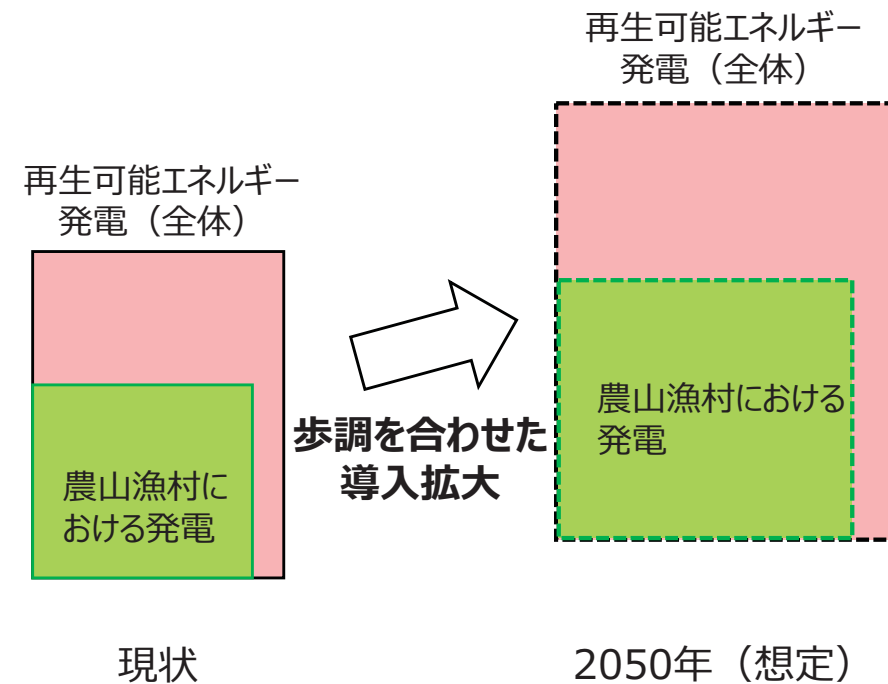 再生可能エネルギー
発電（全体）
農山漁村に
おける発電
現状
歩調を合わせた
導入拡大
再生可能エネルギー
発電（全体）
農山漁村における
発電
2050年（想定）